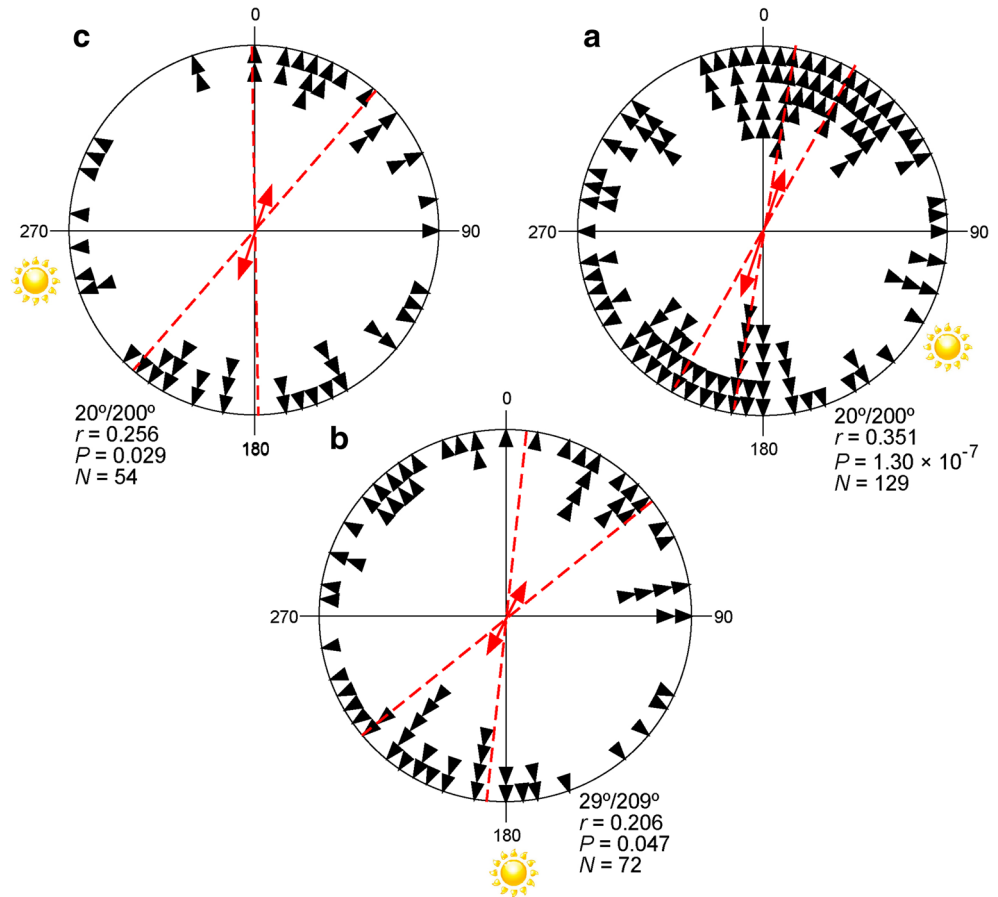 c
0
270
90
180
20º/200º
r = 0.256
P = 0.029
N = 54
a
0
270
90
180
20º/200º
r = 0.351
P = 1.30 × 10⁻⁷
N = 129
b
0
270
90
180
29º/209º
r = 0.206
P = 0.047
N = 72